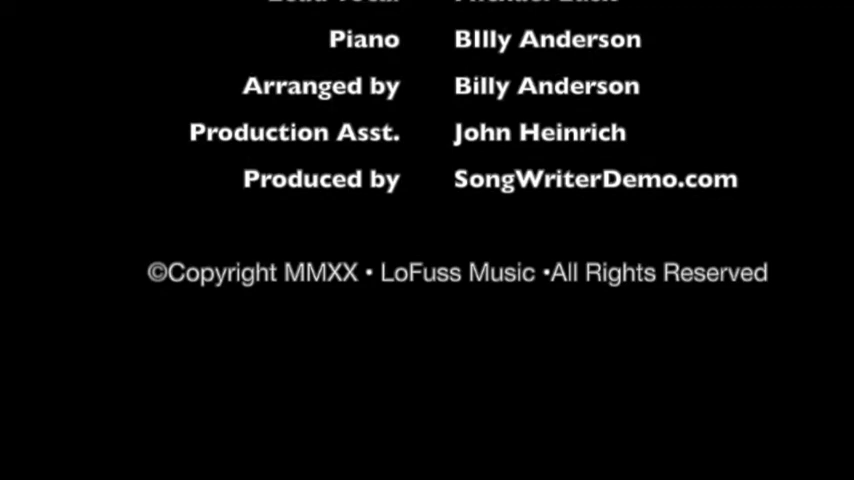 Piano BIlly Anderson
Arranged by Billy Anderson
Production Asst. John Heinrich
Produced by SongWriterDemo.com
©Copyright MMXX • LoFuss Music •All Rights Reserved